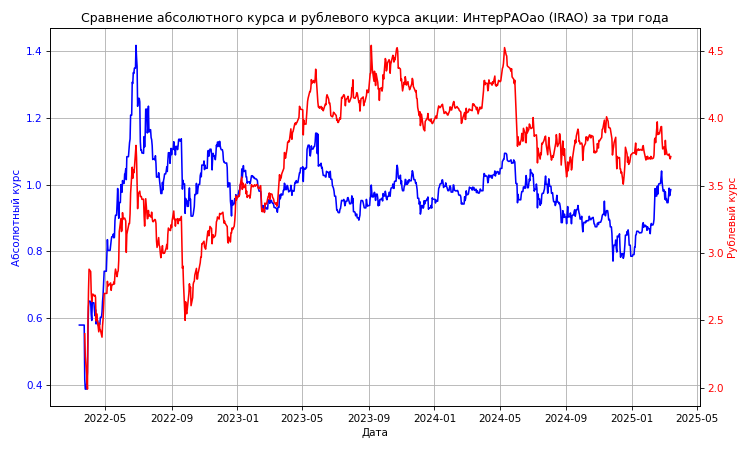 Сравнение абсолютного курса и рублевого курса акции: ИнтерРАОао (IRAO) за три года
Абсолютный курс
1.4
1.2
1.0
0.8
0.6
0.4
4.5
4.0
3.5
3.0
2.5
2.0
Рублевый курс
2022-05 2022-09 2023-01 2023-05 2023-09 2024-01 2024-05 2024-09 2025-01 2025-05
Дата